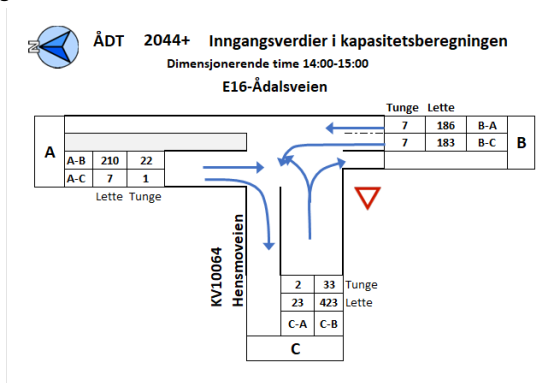 N
ÅDT 2044+ Inngangsverdier i kapasitetsberegningen
Dimensjonerende time 14:00-15:00
E16-Ådalsveien
Tunge Lette
7 186 B-A
7 183 B-C
B
A
A-B 210 22
A-C 7 1
Lette Tunge
KV10064
Hensmoveien
2 33 Tunge
23 423 Lette
C-A C-B
C